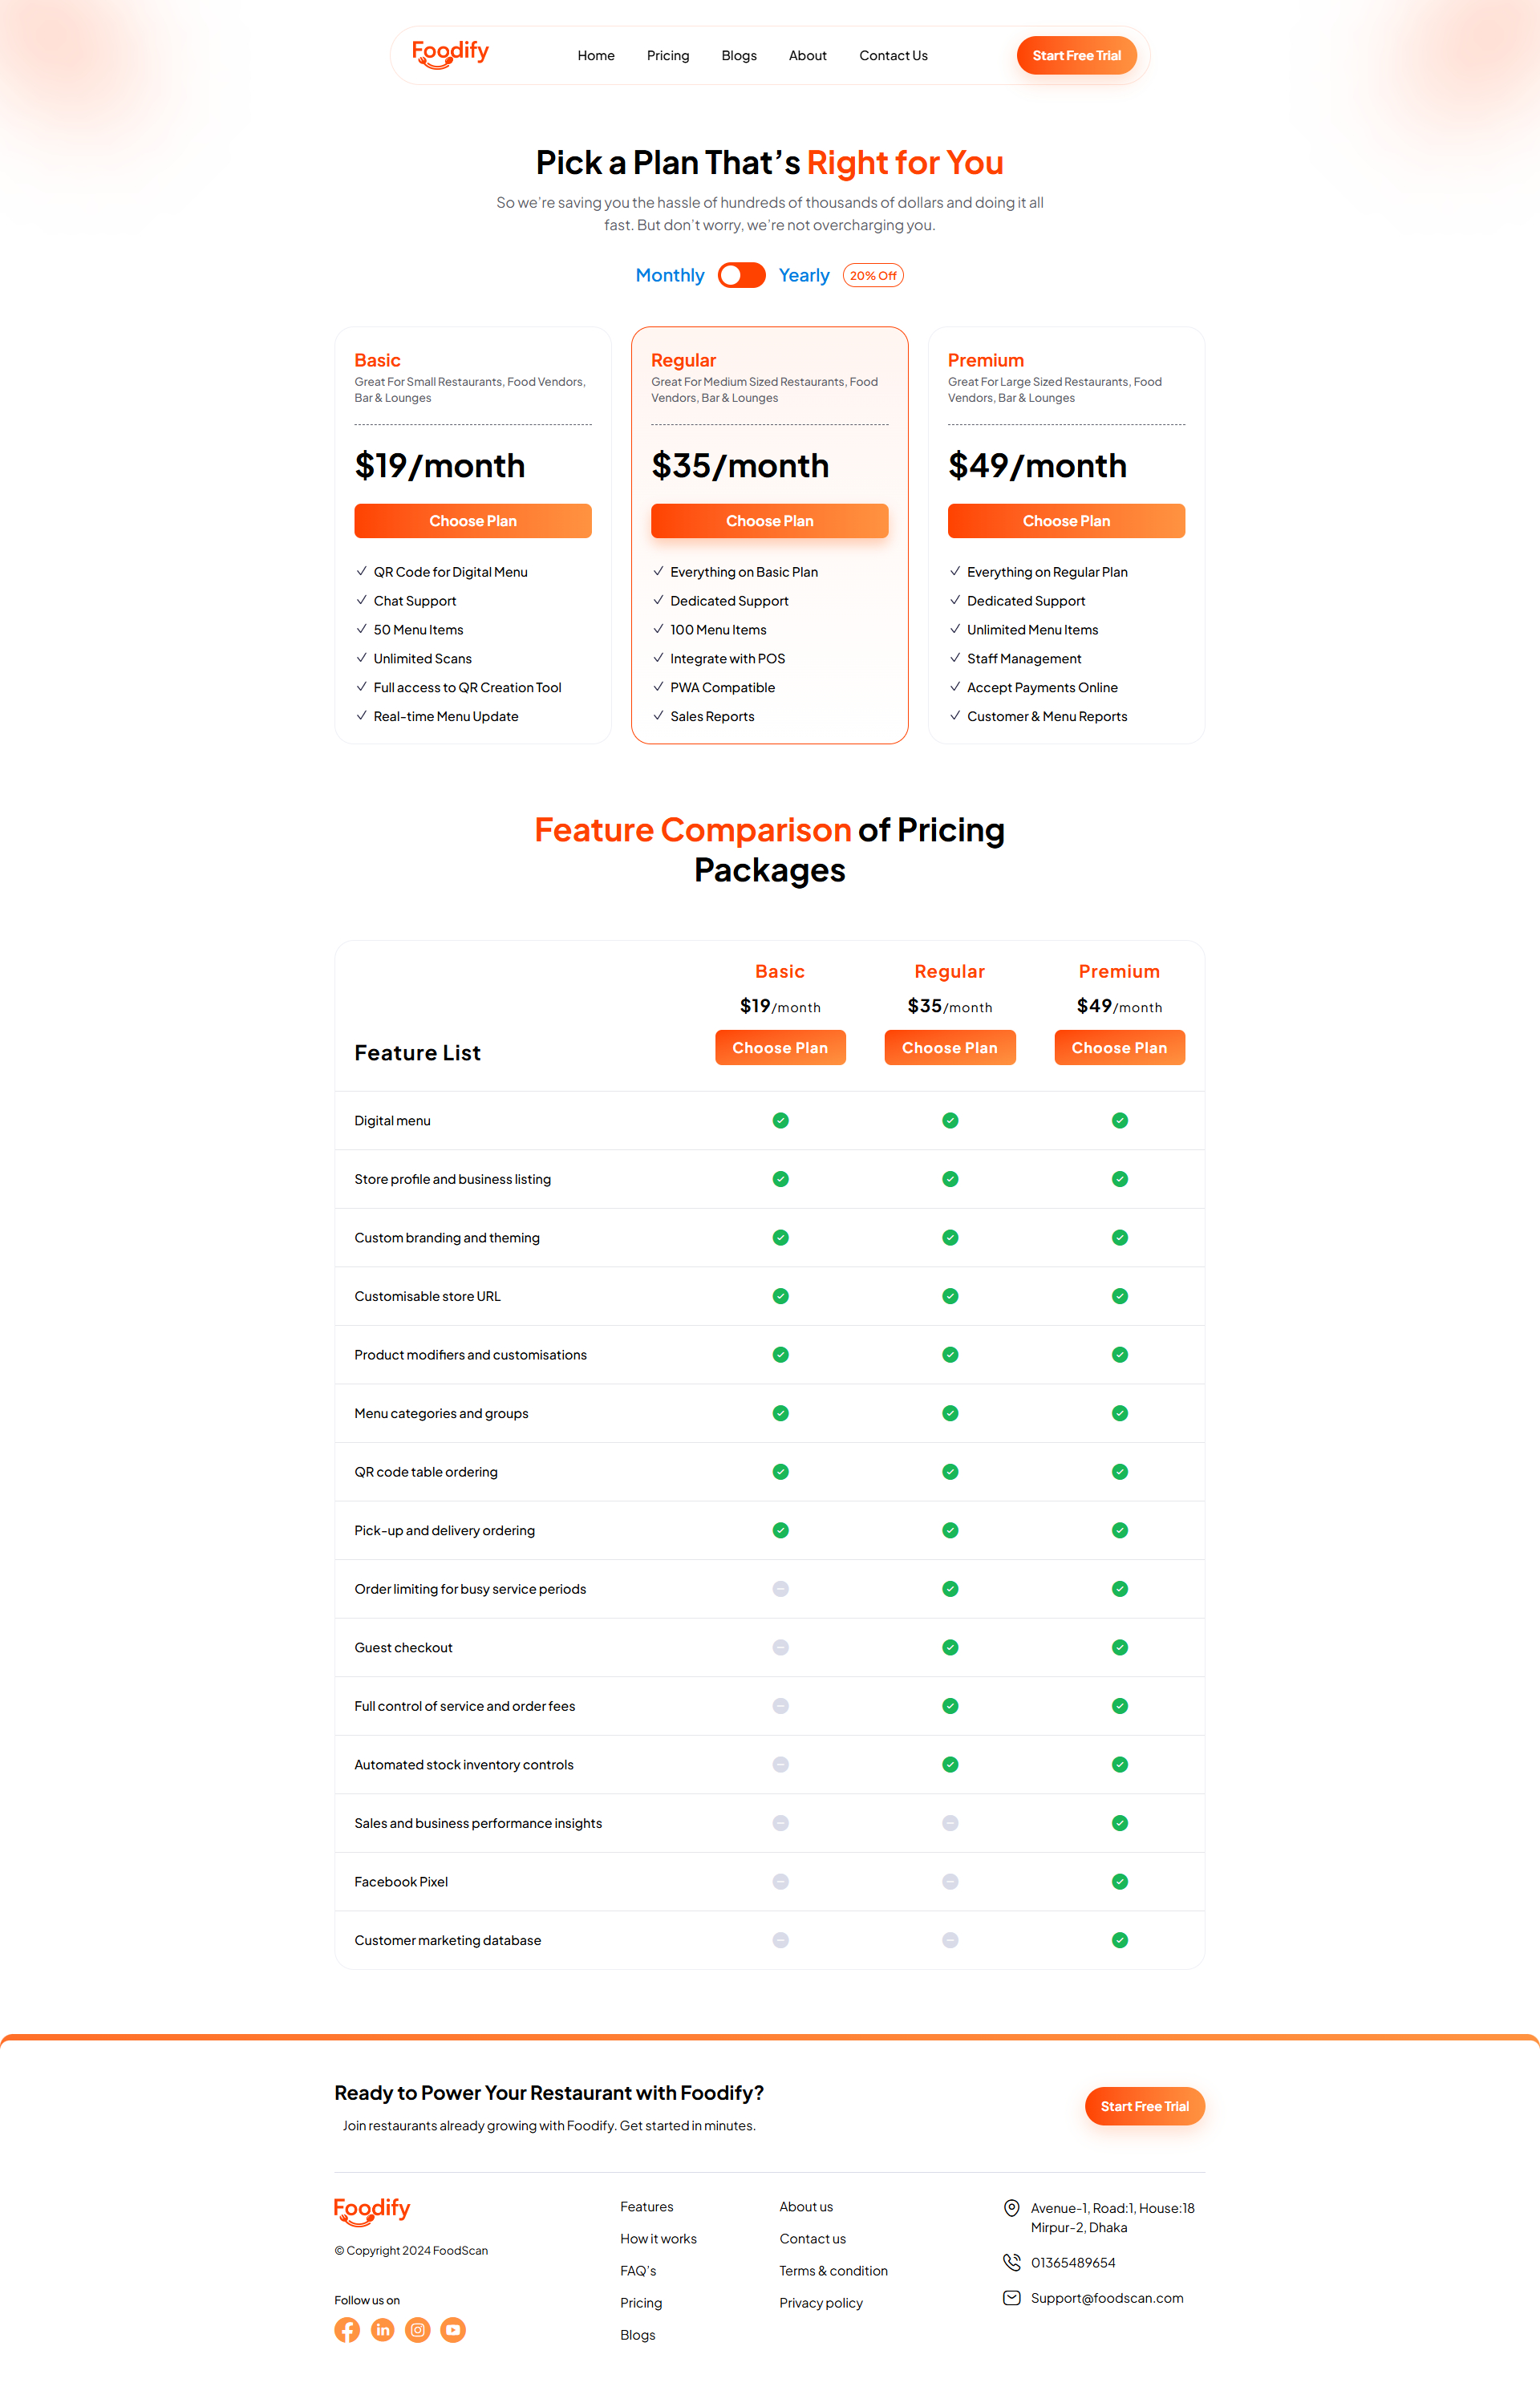 Foodify
Home Pricing Blogs About Contact Us Start Free Trial
Pick a Plan That’s Right for You
So we’re saving you the hassle of hundreds of thousands of dollars and doing it all
fast. But don’t worry, we’re not overcharging you.
Monthly Yearly 20% Off
Basic
Great For Small Restaurants, Food Vendors,
Bar & Lounges
$19/month
Choose Plan
QR Code for Digital Menu
Chat Support
50 Menu Items
Unlimited Scans
Full access to QR Creation Tool
Real-time Menu Update
Regular
Great For Medium Sized Restaurants, Food
Vendors, Bar & Lounges
$35/month
Choose Plan
Everything on Basic Plan
Dedicated Support
100 Menu Items
Integrate with POS
PWA Compatible
Sales Reports
Premium
Great For Large Sized Restaurants, Food
Vendors, Bar & Lounges
$49/month
Choose Plan
Everything on Regular Plan
Dedicated Support
Unlimited Menu Items
Staff Management
Accept Payments Online
Customer & Menu Reports
Feature Comparison of Pricing
Packages
Basic Regular Premium
$19/month $35/month $49/month
Feature List Choose Plan Choose Plan Choose Plan
Digital menu
Store profile and business listing
Custom branding and theming
Customisable store URL
Product modifiers and customisations
Menu categories and groups
QR code table ordering
Pick-up and delivery ordering
Order limiting for busy service periods
Guest checkout
Full control of service and order fees
Automated stock inventory controls
Sales and business performance insights
Facebook Pixel
Customer marketing database
Ready to Power Your Restaurant with Foodify?
Join restaurants already growing with Foodify. Get started in minutes.
Start Free Trial
Foodify
© Copyright 2024 FoodScan
Follow us on
Features
How it works
FAQ’s
Pricing
Blogs
About us
Contact us
Terms & condition
Privacy policy
Avenue-1, Road:1, House:18
Mirpur-2, Dhaka
01365489654
Support@foodscan.com